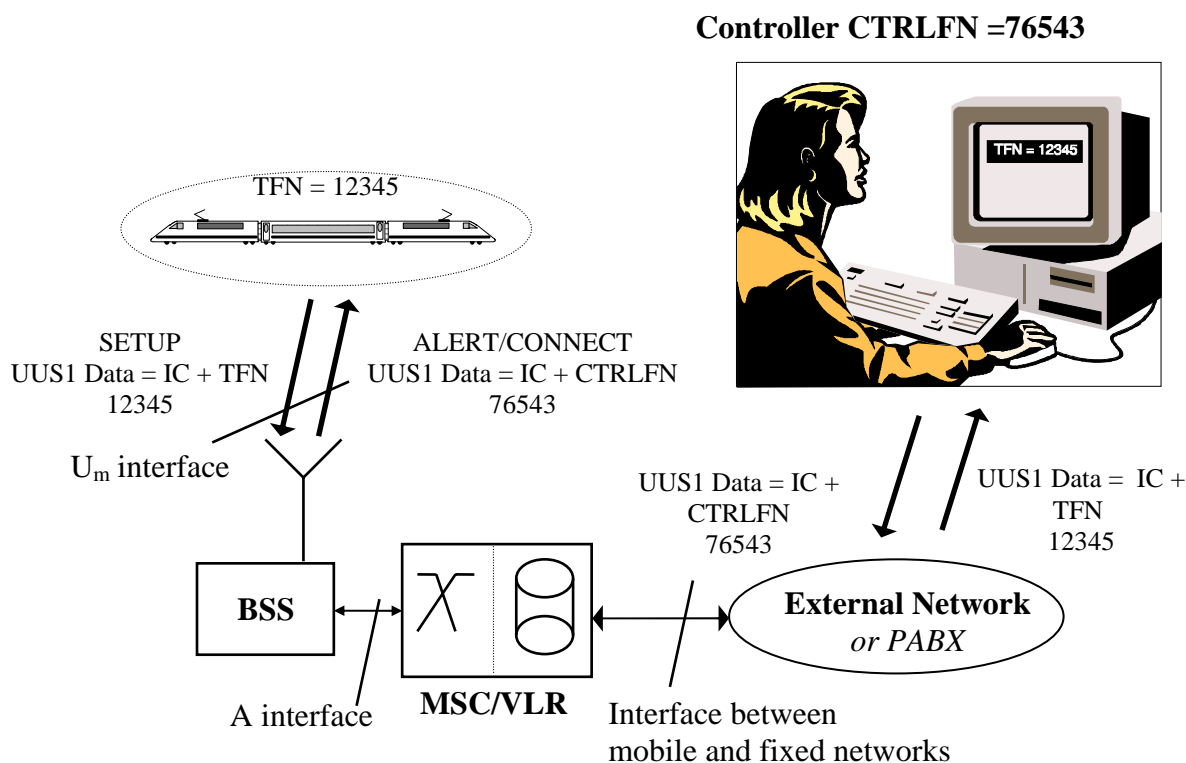 Controller CTRLFN =76543
TFN = 12345
TFN = 12345
SETUP
UUS1 Data = IC + TFN
12345
ALERT/CONNECT
UUS1 Data = IC + CTRLFN
76543
U<sub>m</sub> interface
UUS1 Data = IC +
CTRLFN
76543
UUS1 Data = IC +
TFN
12345
BSS
External Network
or PABX
MSC/VLR
A interface
Interface between
mobile and fixed networks